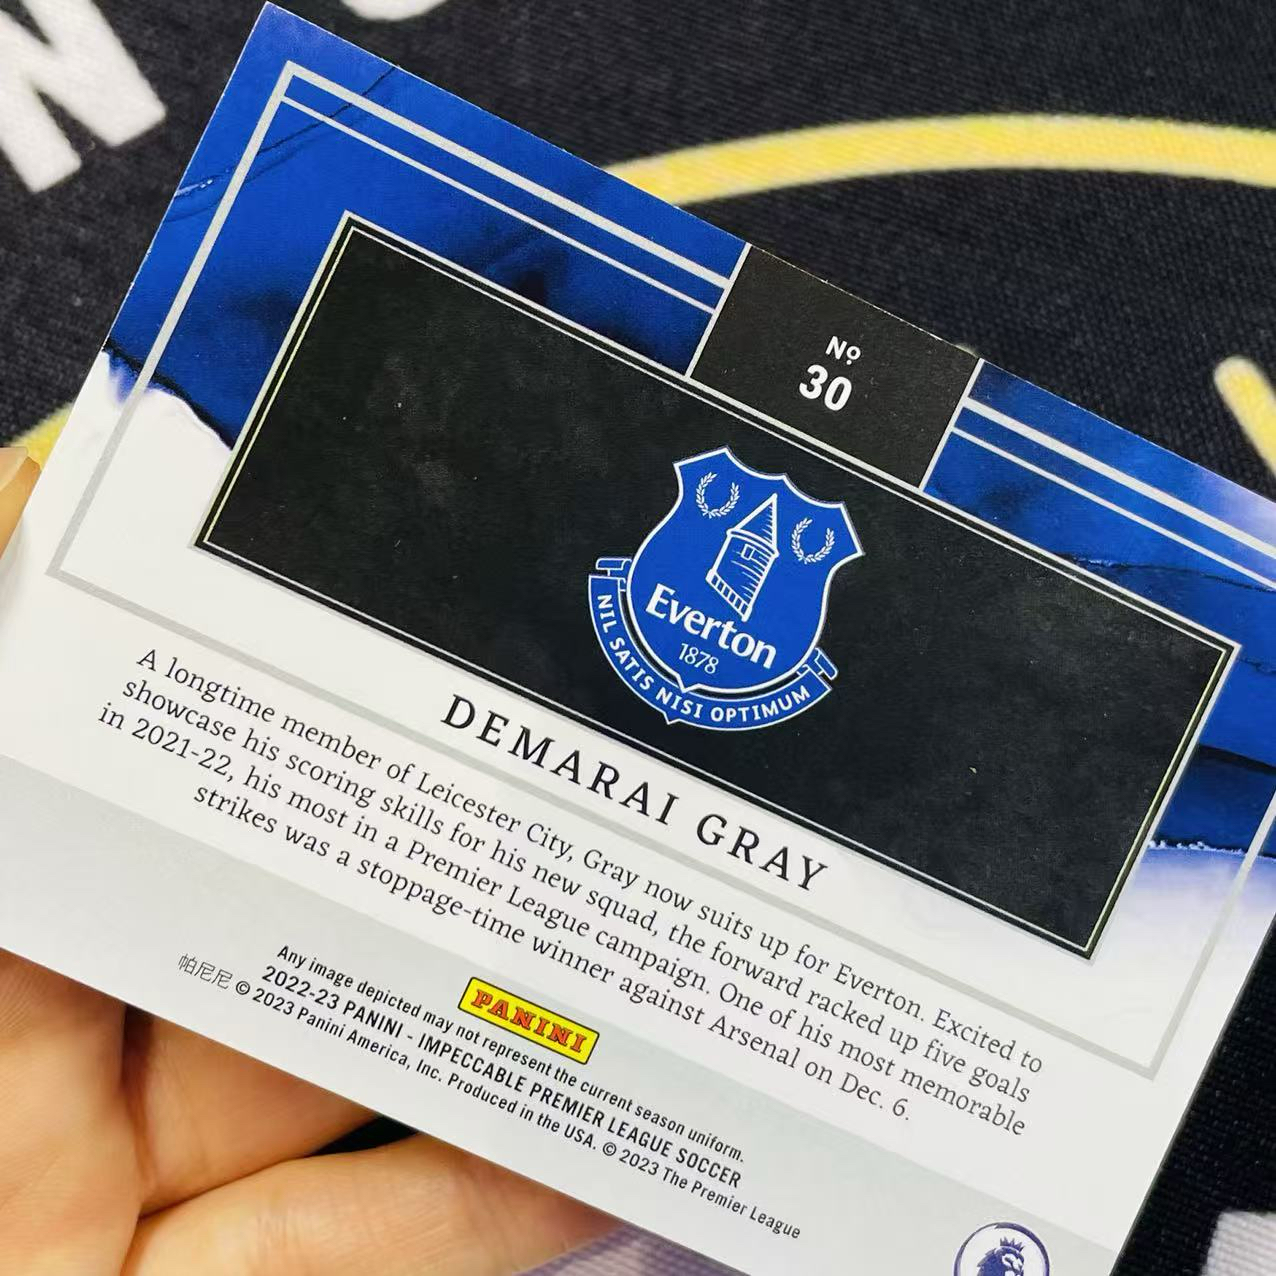 Nº
30
Everton
1878
NIL SATIS NISI OPTIMUM
DEMARAI GRAY
A longtime member of Leicester City, Gray now suits up for Everton. Excited to
showcase his scoring skills for his new squad, the forward racked up five goals
in 2021-22, his most in a Premier League campaign. One of his most memorable
strikes was a stoppage-time winner against Arsenal on Dec. 6.
PANINI
Any image depicted may not represent the current season uniform.
2022-23 PANINI - IMPECCABLE PREMIER LEAGUE SOCCER
帕尼尼 © 2023 Panini America, Inc. Produced in the USA. © 2023 The Premier League